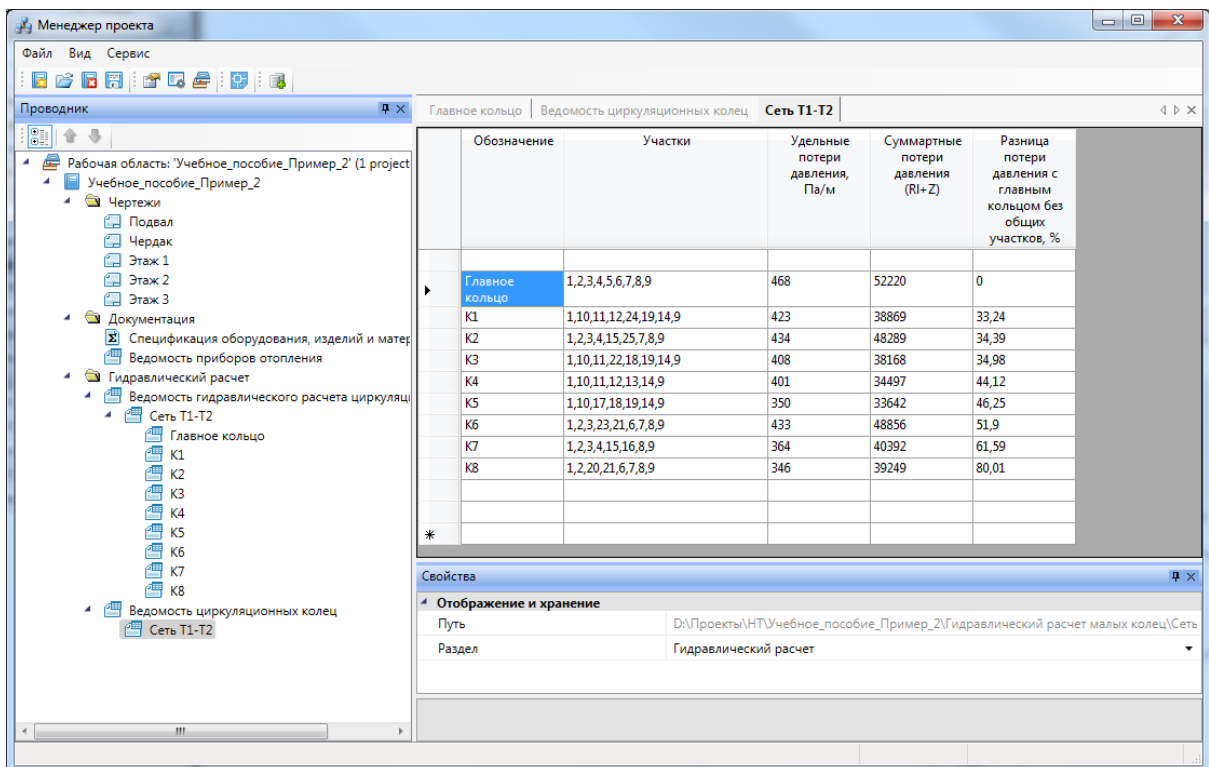 Менеджер проекта
Файл Вид Сервис
Проводник
Рабочая область: 'Учебное_пособие_Пример_2' (1 project
Учебное_пособие_Пример_2
Чертежи
Подвал
Чердак
Этаж 1
Этаж 2
Этаж 3
Документация
Спецификация оборудования, изделий и матер
Ведомость приборов отопления
Гидравлический расчет
Ведомость гидравлического расчета циркуляц
Сеть Т1-Т2
Главное кольцо
К1
К2
К3
К4
К5
К6
К7
К8
Ведомость циркуляционных колец
Сеть Т1-Т2
Главное кольцо Ведомость циркуляционных колец Сеть Т1-Т2
Обозначение Участки Удельные Суммартные Разница
потери потери потери
давления, давления давления с
Па/м (Rl+Z) главным
кольцом без
общих
участков, %
Главное 1,2,3,4,5,6,7,8,9 468 52220 0
кольцо
К1 1,10,11,12,24,19,14,9 423 38869 33,24
К2 1,2,3,4,15,25,7,8,9 434 48289 34,39
К3 1,10,11,22,18,19,14,9 408 38168 34,98
К4 1,10,11,12,13,14,9 401 34497 44,12
К5 1,10,17,18,19,14,9 350 33642 46,25
К6 1,2,3,23,21,6,7,8,9 433 48856 51,9
К7 1,2,3,4,15,16,8,9 364 40392 61,59
К8 1,2,20,21,6,7,8,9 346 39249 80,01
Свойства
Отображение и хранение
Путь D:\Проекты\НТ\Учебное_пособие_Пример_2\Гидравлический расчет малых колец\Сеть
Раздел Гидравлический расчет